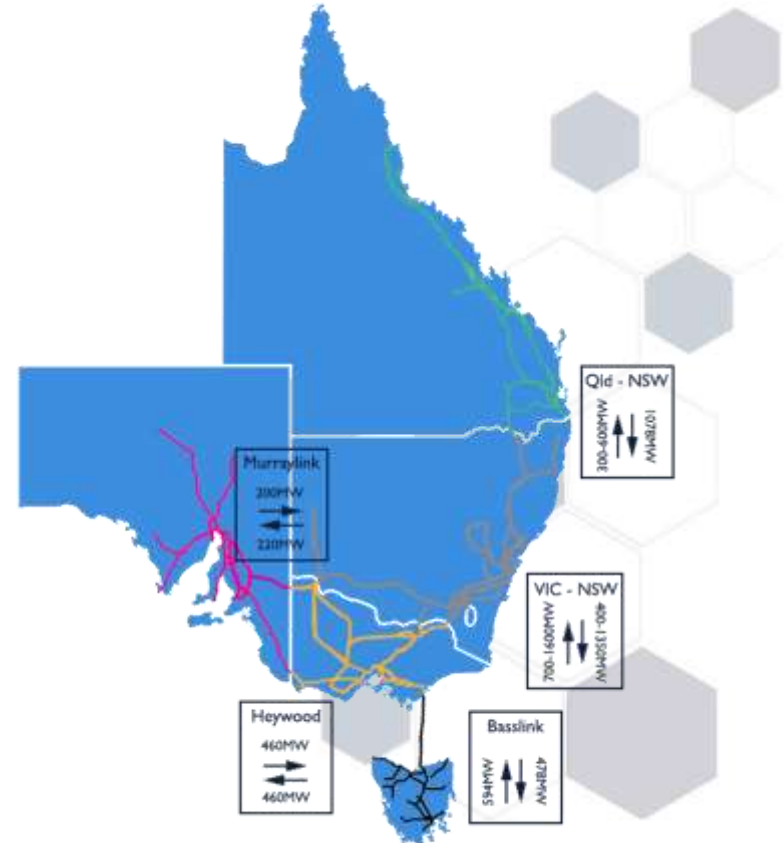 Qld - NSW
300-600MW
1078MW
Murraylink
200MW
220MW
VIC - NSW
700-1600MW
400-1350MW
Heywood
460MW
460MW
Basslink
594MW
478MW